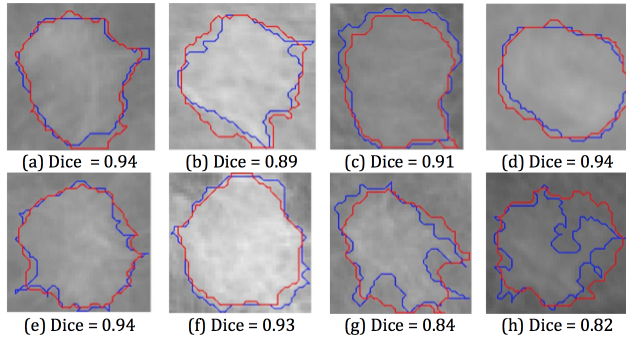 (a) Dice = 0.94
(b) Dice = 0.89
(c) Dice = 0.91
(d) Dice = 0.94
(e) Dice = 0.94
(f) Dice = 0.93
(g) Dice = 0.84
(h) Dice = 0.82